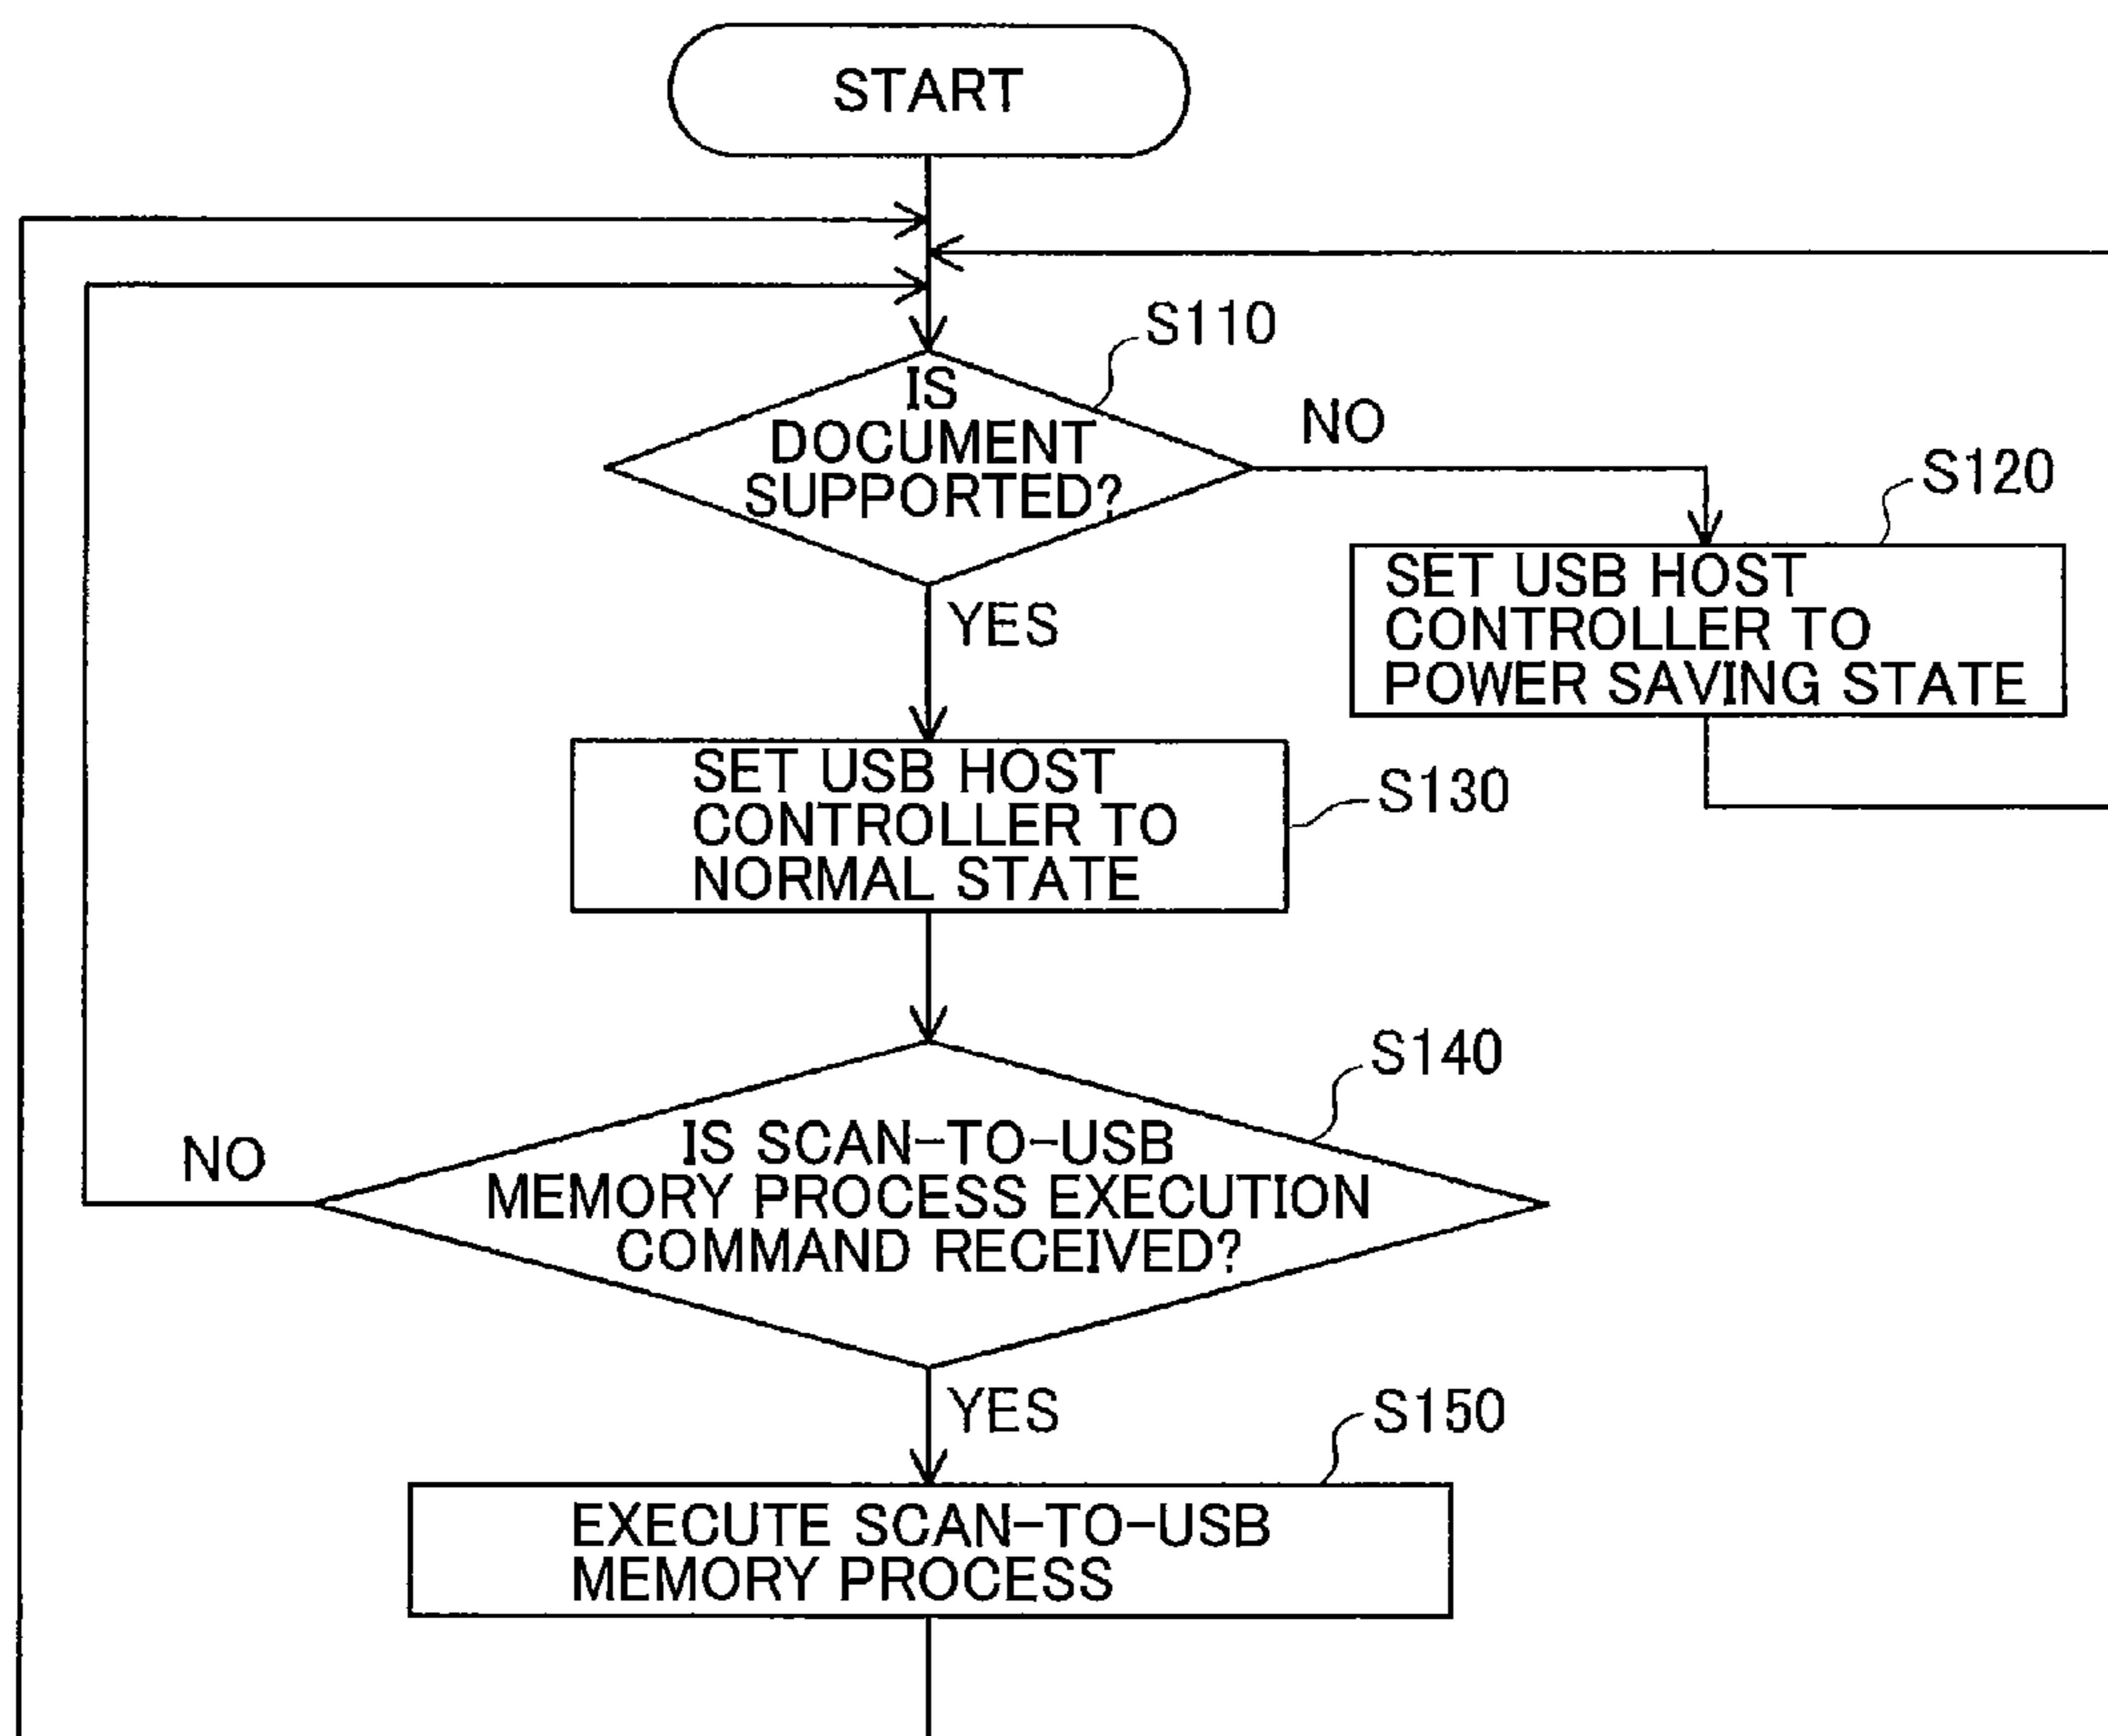 START
S110
IS
DOCUMENT
SUPPORTED?
NO
S120
SET USB HOST
CONTROLLER TO
POWER SAVING STATE
YES
SET USB HOST
CONTROLLER TO
NORMAL STATE
S130
S140
IS SCAN-TO-USB
MEMORY PROCESS EXECUTION
COMMAND RECEIVED?
NO
YES
S150
EXECUTE SCAN-TO-USB
MEMORY PROCESS